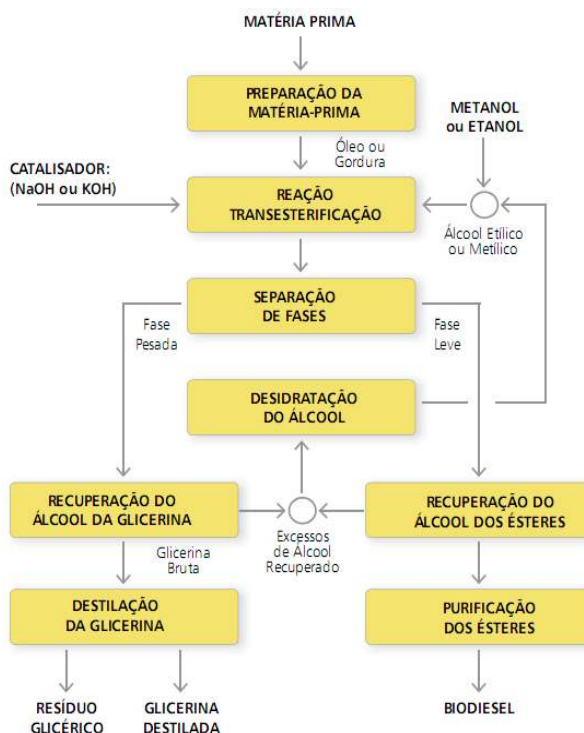 MATÉRIA PRIMA
PREPARAÇÃO DA
MATÉRIA-PRIMA
METANOL
ou ETANOL
Óleo ou
Gordura
CATALISADOR:
(NaOH ou KOH)
REAÇÃO
TRANSESTERIFICAÇÃO
Álcool Etílico
ou Metílico
SEPARAÇÃO
DE FASES
Fase
Pesada
Fase
Leve
DESIDRATAÇÃO
DO ÁLCOOL
RECUPERAÇÃO DO
ÁLCOOL DA GLICERINA
RECUPERAÇÃO DO
ÁLCOOL DOS ÉSTERES
Glicerina
Bruta
Excessos
de Álcool
Recuperado
DESTILAÇÃO
DA GLICERINA
PURIFICAÇÃO
DOS ÉSTERES
RESÍDUO
GLICÉRICO
GLICERINA
DESTILADA
BIODIESEL